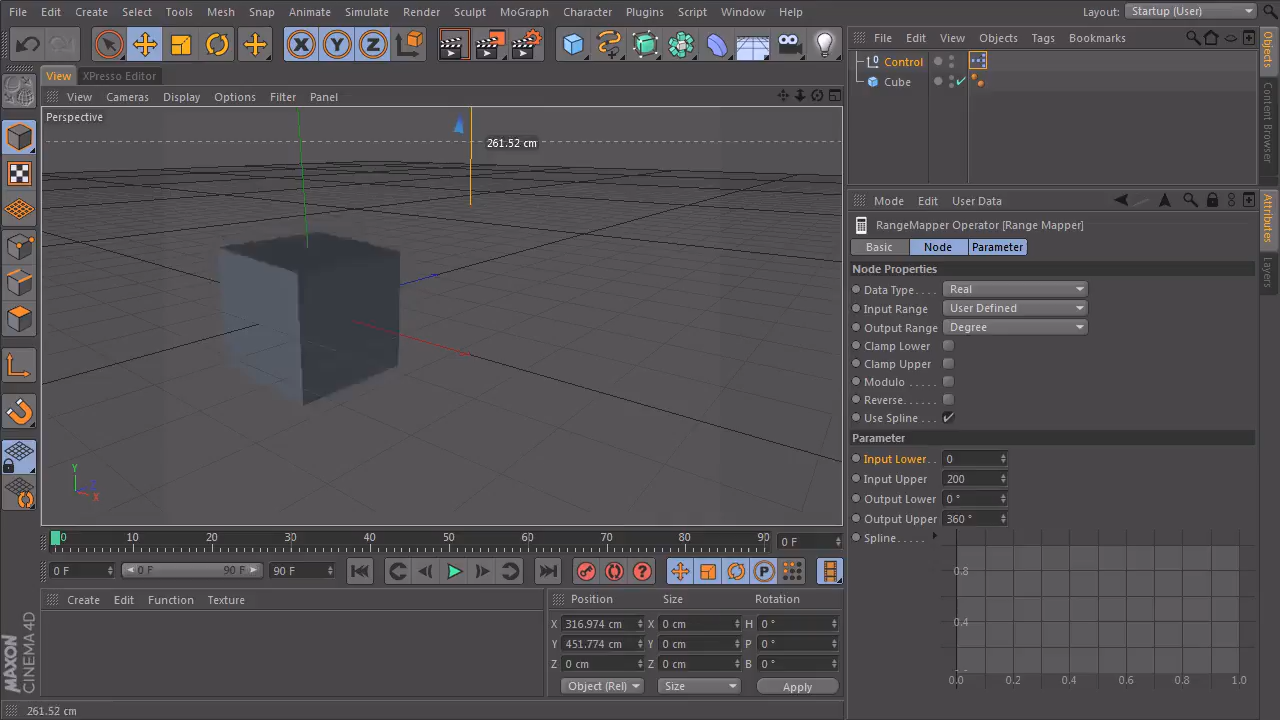 File Edit Create Select Tools Mesh Snap Animate Simulate Render Sculpt MoGraph Character Plugins Script Window Help Layout: Startup (User)
X Y Z
File Edit View Objects Tags Bookmarks
Control
Cube
View XPresso Editor
View Cameras Display Options Filter Panel
Perspective
261.52 cm
Y
Z
X
Objects
Content Browser
Attributes
Layers
Mode Edit User Data
RangeMapper Operator [Range Mapper]
Basic Node Parameter
Node Properties
Data Type. . . . Real
Input Range User Defined
Output Range Degree
Clamp Lower
Clamp Upper
Modulo . . . . .
Reverse. . . . . .
Use Spline . . .
Parameter
Input Lower. . 0
Input Upper 200
Output Lower 0 °
Output Upper 360 °
Spline. . . . .
0.8
0.4
0.0 0.2 0.4 0.6 0.8 1.0
0 10 20 30 40 50 60 70 80 90 0 F
0 F 0 F 90 F 90 F
P
Create Edit Function Texture
Position Size Rotation
X 316.974 cm X 0 cm H 0 °
Y 451.774 cm Y 0 cm P 0 °
Z 0 cm Z 0 cm B 0 °
Object (Rel) Size Apply
MAXON
CINEMA 4D
261.52 cm